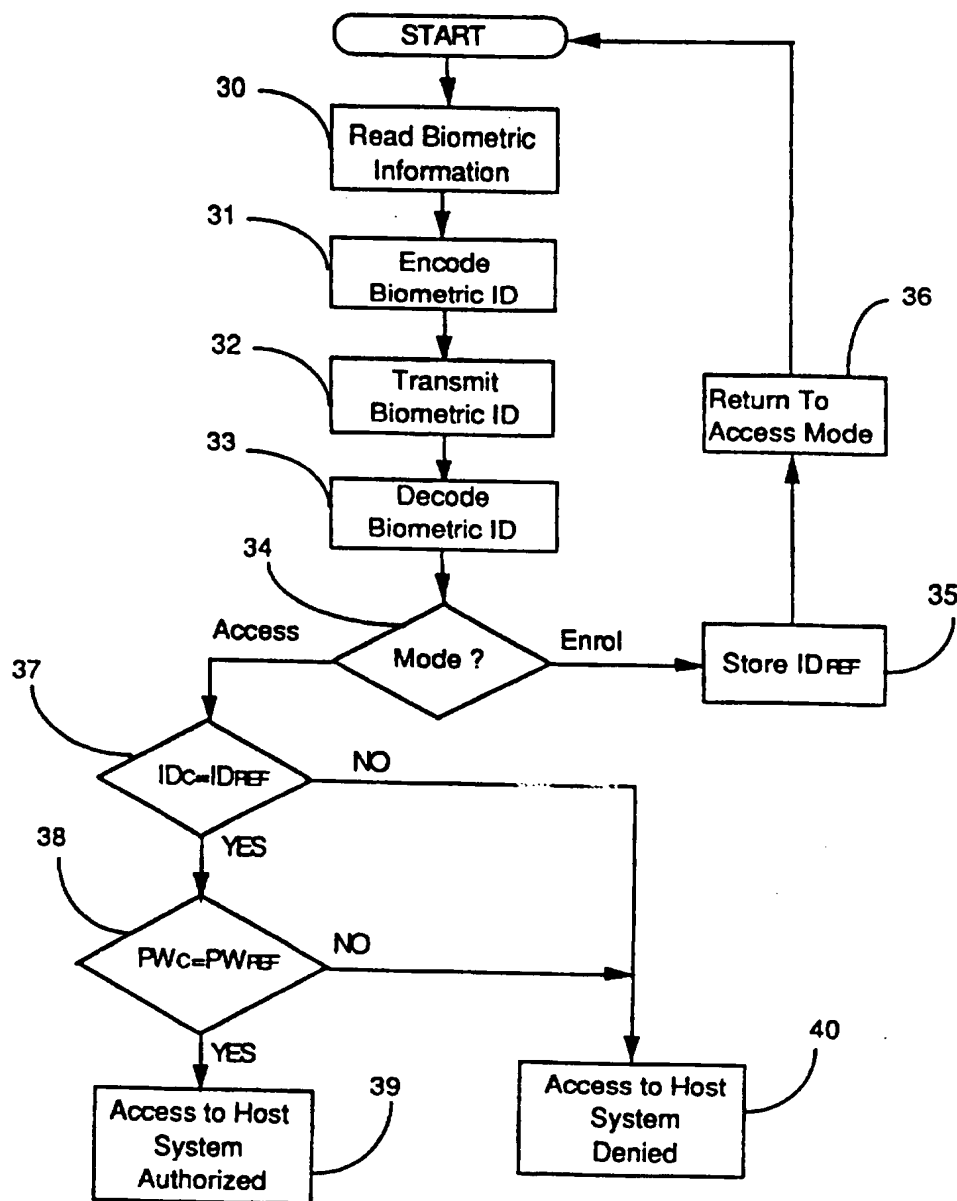 START
30
Read Biometric
Information
31
Encode
Biometric ID
32
Transmit
Biometric ID
33
Decode
Biometric ID
36
Return To
Access Mode
34
Access
Mode ?
Enrol
35
Store IDREF
37
IDC=IDREF
NO
YES
38
PWC=PWREF
NO
YES
39
Access to Host
System
Authorized
40
Access to Host
System
Denied